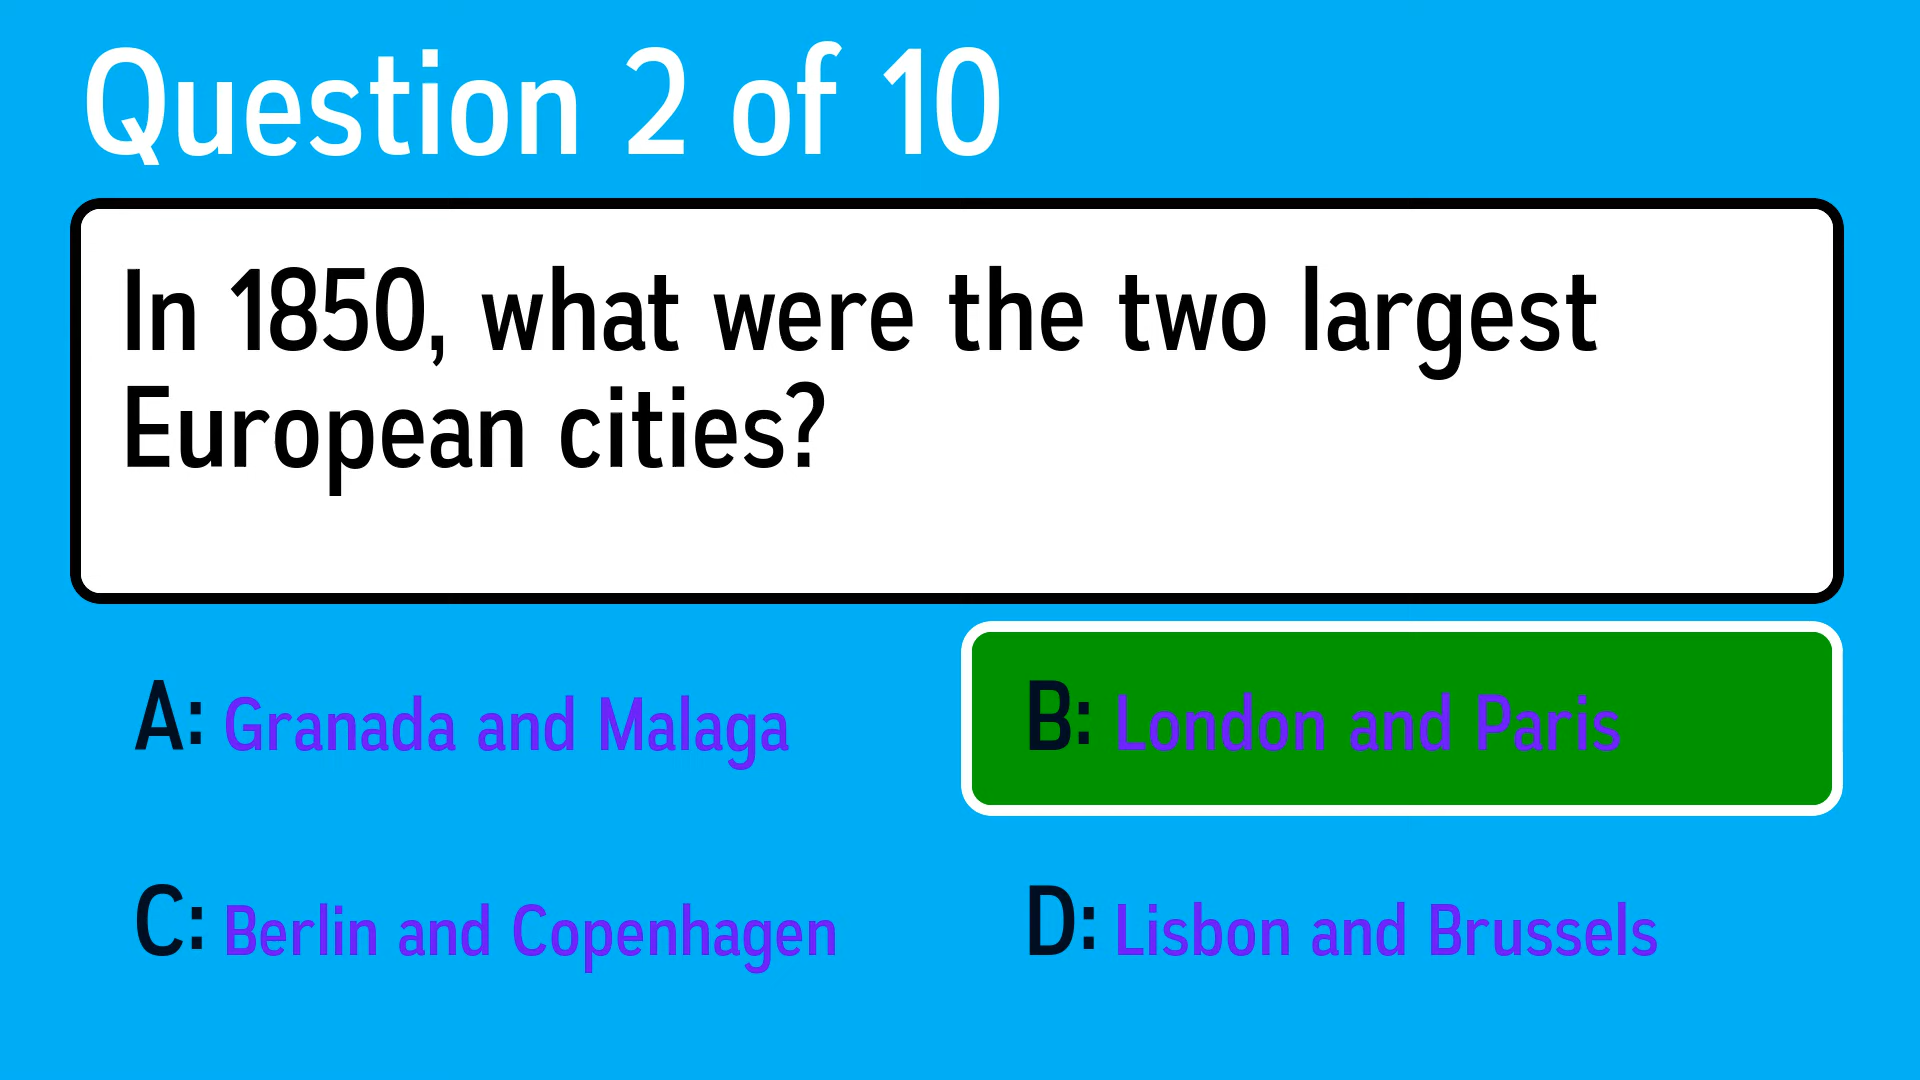 Question 2 of 10
In 1850, what were the two largest
European cities?
A: Granada and Malaga
B: London and Paris
C: Berlin and Copenhagen
D: Lisbon and Brussels